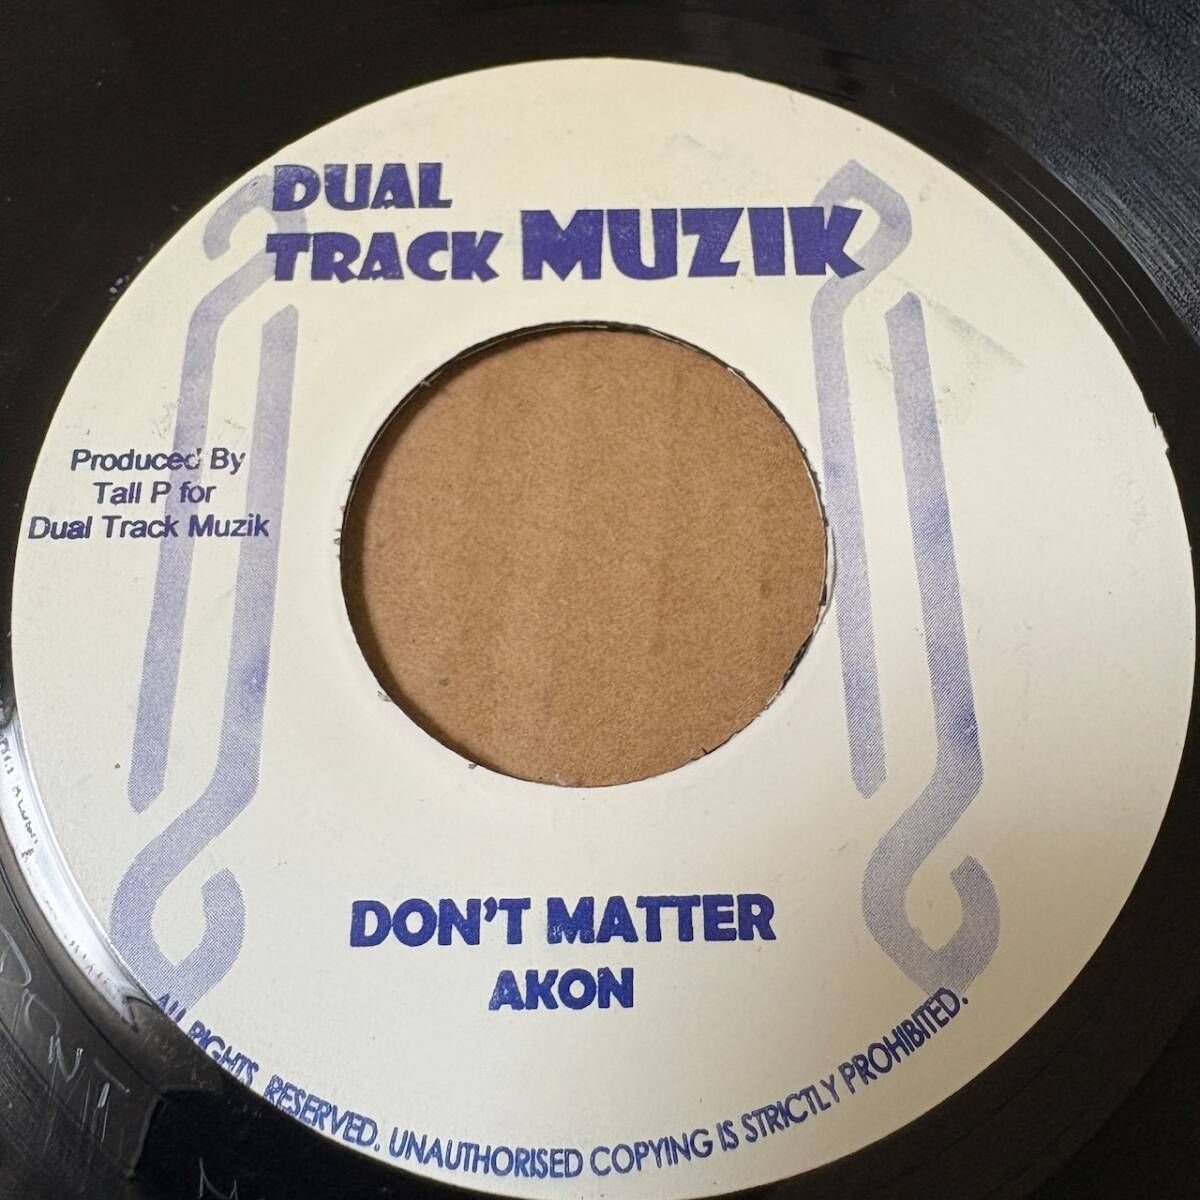 DUAL
TRACK MUZIK
Produced By
Tall P for
Dual Track Muzik
DON'T MATTER
AKON
ALL RIGHTS RESERVED. UNAUTHORISED COPYING IS STRICTLY PROHIBITED.
DON'T
M